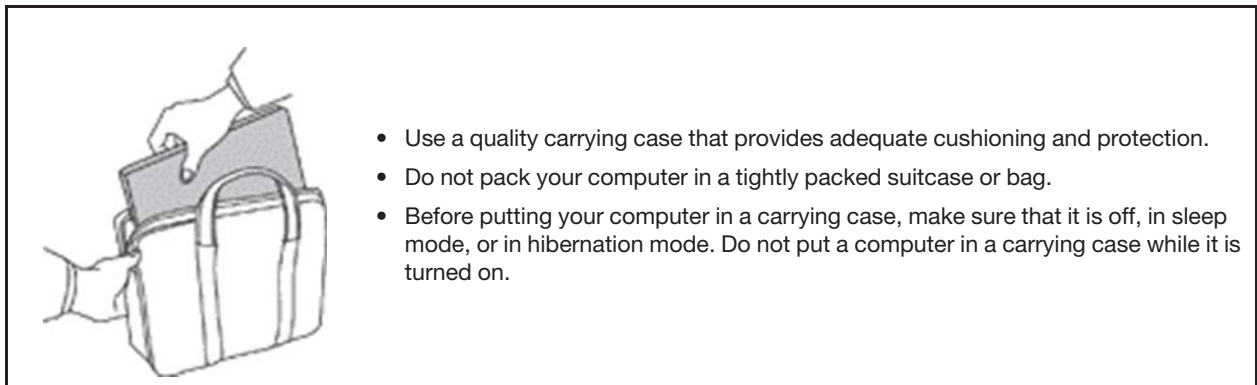 • Use a quality carrying case that provides adequate cushioning and protection.
• Do not pack your computer in a tightly packed suitcase or bag.
• Before putting your computer in a carrying case, make sure that it is off, in sleep
mode, or in hibernation mode. Do not put a computer in a carrying case while it is
turned on.